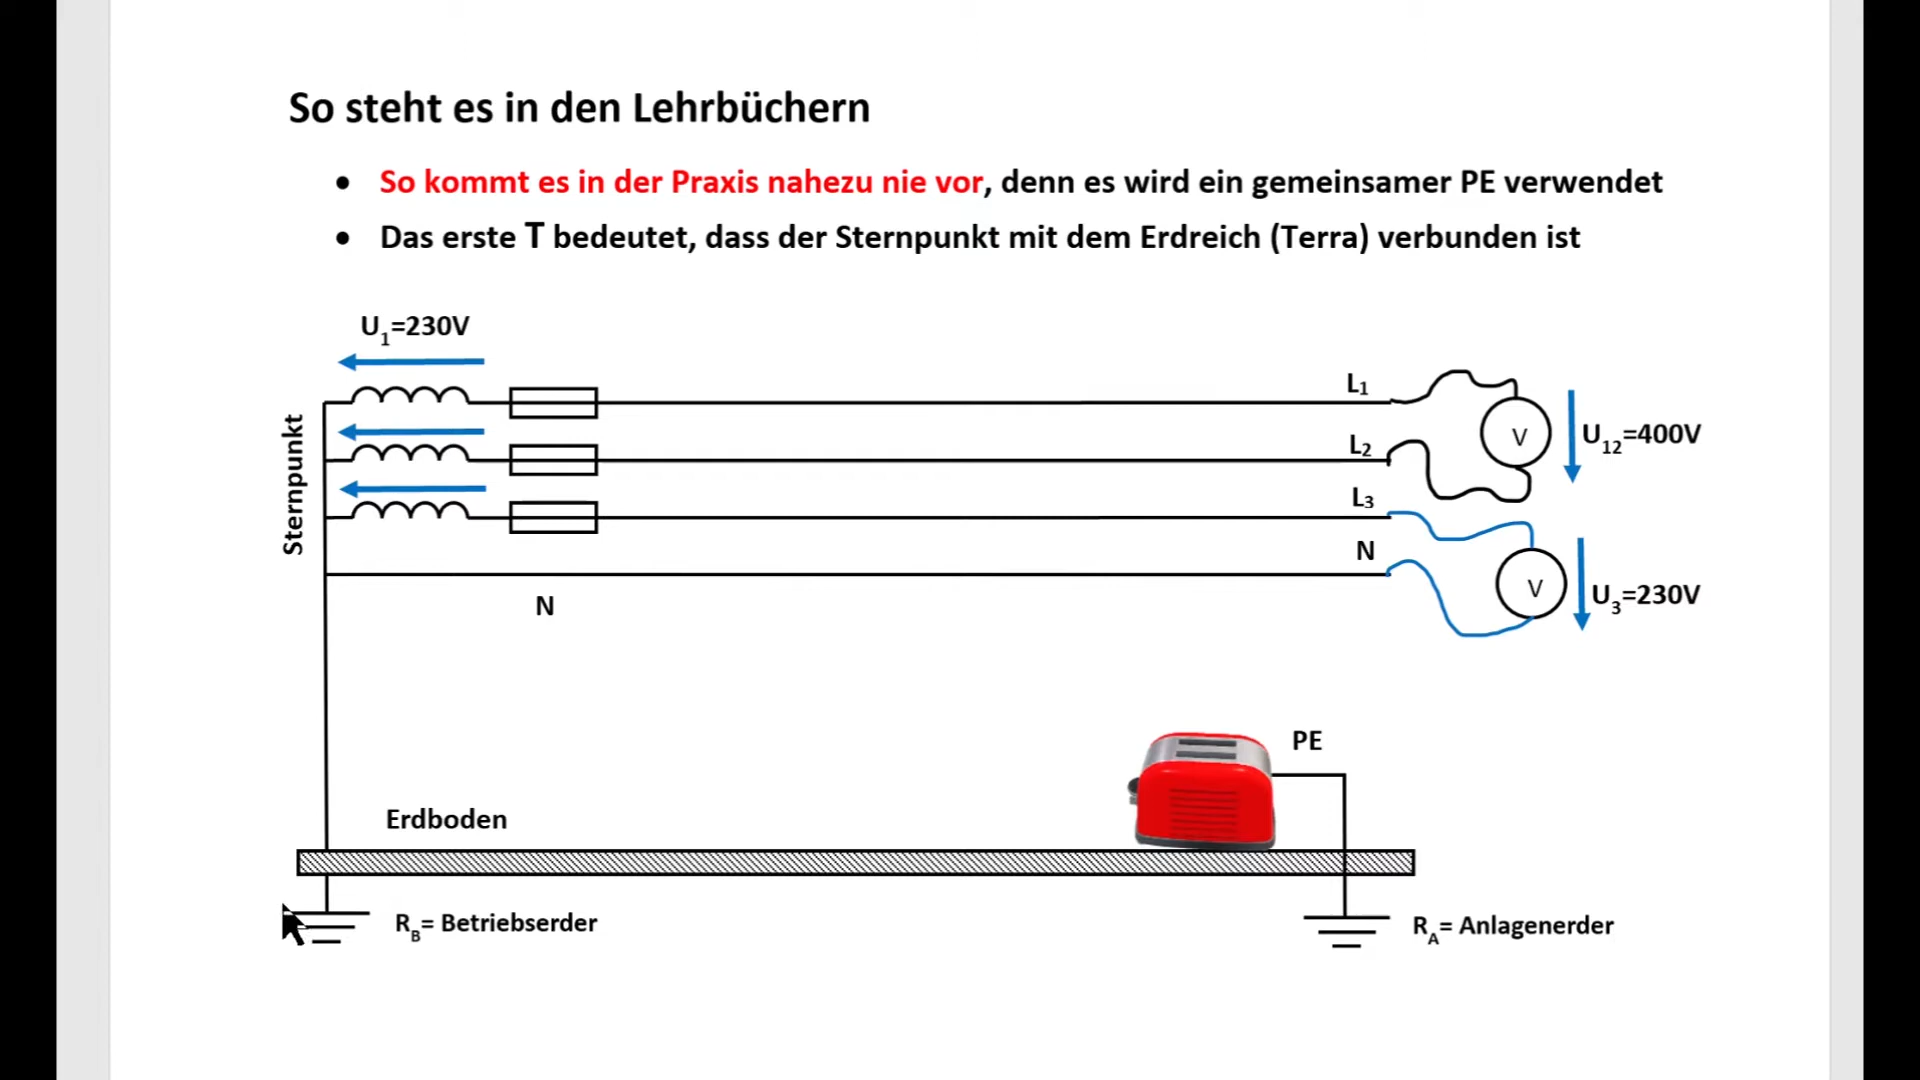 So steht es in den Lehrbüchern
• So kommt es in der Praxis nahezu nie vor, denn es wird ein gemeinsamer PE verwendet
• Das erste T bedeutet, dass der Sternpunkt mit dem Erdreich (Terra) verbunden ist
U1=230V
Sternpunkt
L1
L2
L3
N
V
U12=400V
V
U3=230V
N
PE
Erdboden
RB= Betriebserder
RA= Anlagenerder